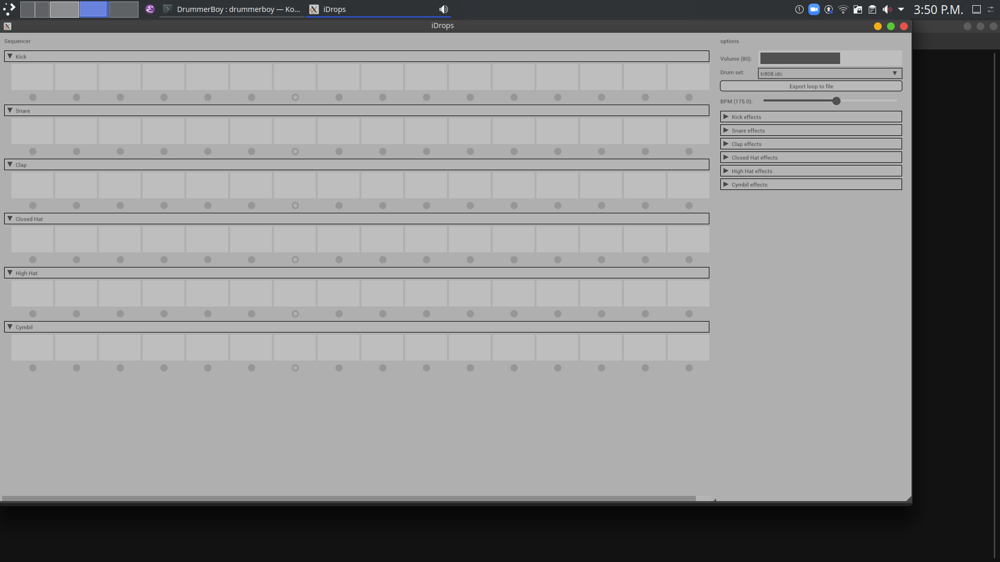 DrummerBoy : drummerboy — Ko...
iDrops
3:50 P.M.
iDrops
Sequencer
Kick
Snare
Clap
Closed Hat
High Hat
Cymbil
options
Volume (80):
Drum set:
tr808.idc
Export loop to file
BPM (175.0):
Kick effects
Snare effects
Clap effects
Closed Hat effects
High Hat effects
Cymbil effects